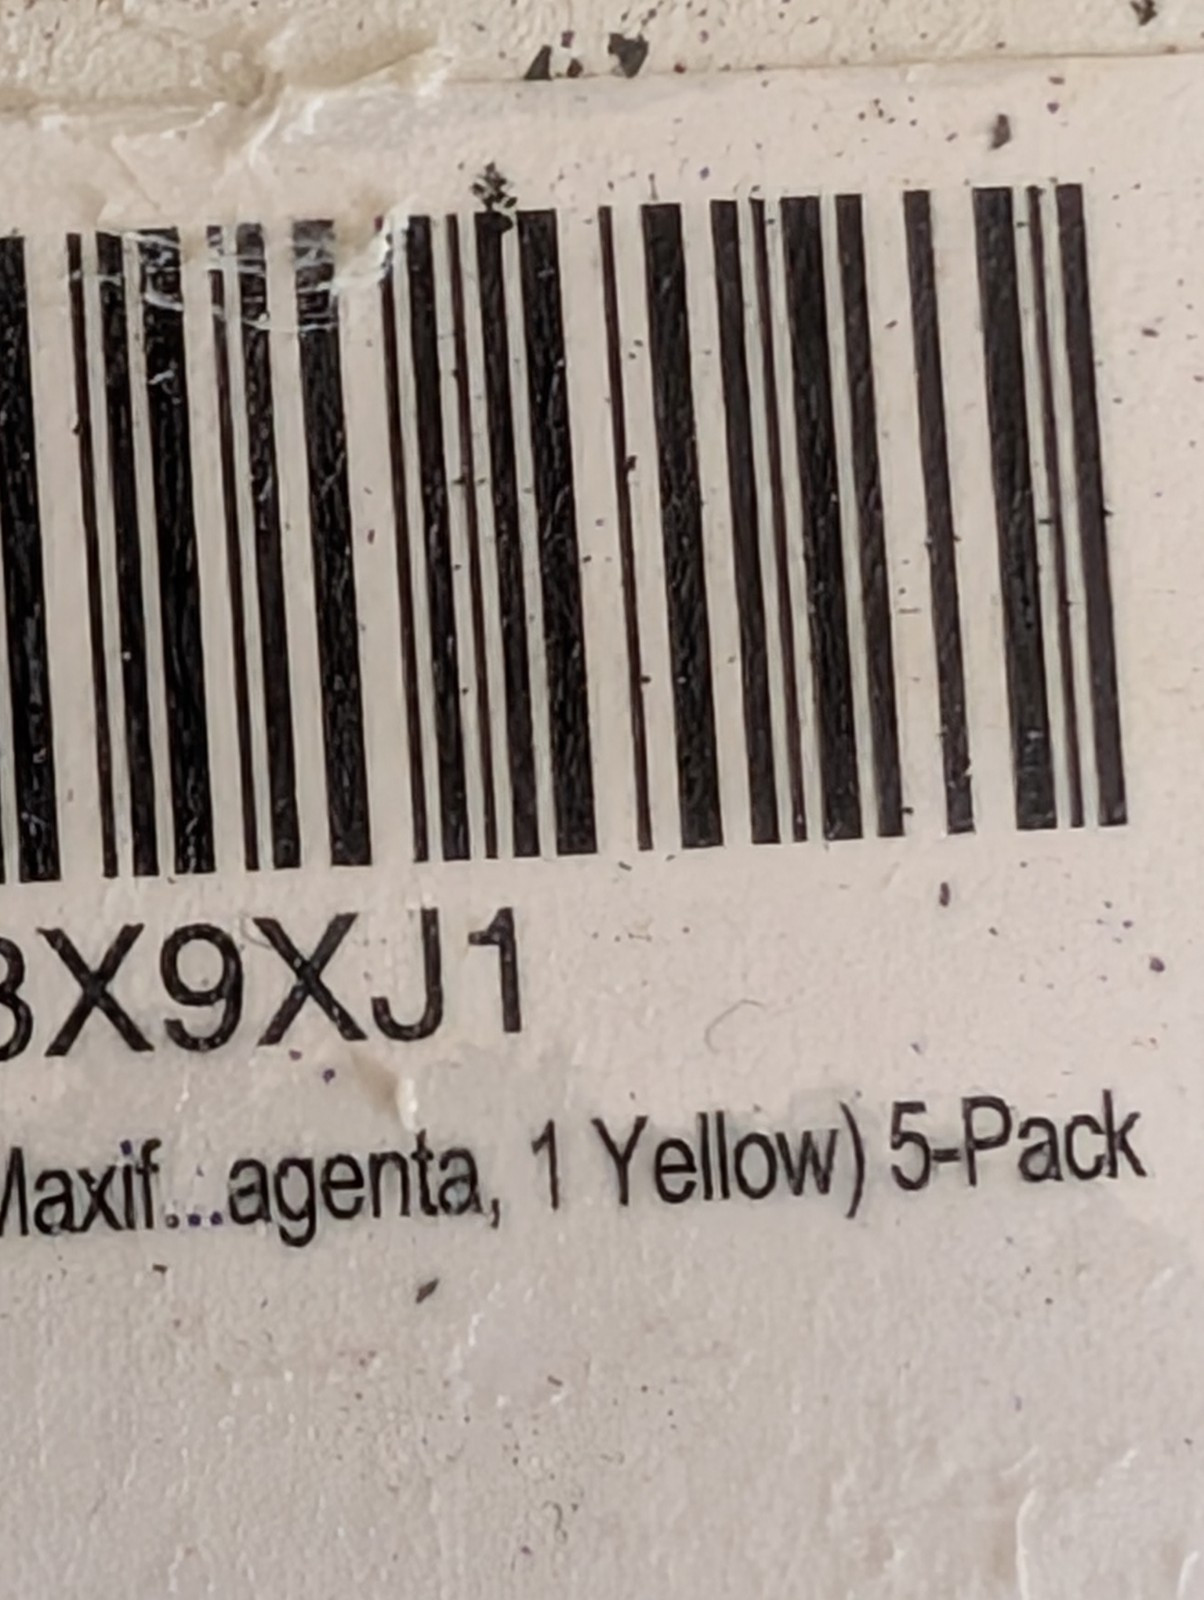 3X9XJ1
Maxif...agenta, 1 Yellow) 5-Pack